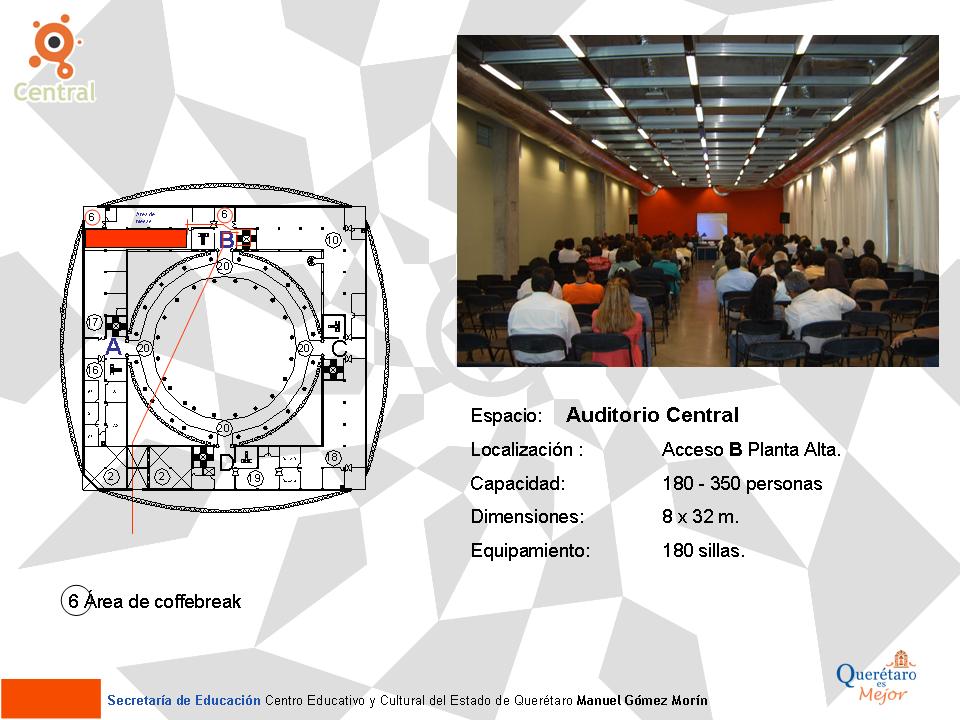 Central
6
Área de
6
B
10
20
17
A
20
20
C
16
20
D
18
2
2
19
6 Área de coffebreak
Espacio: Auditorio Central
Localización : Acceso B Planta Alta.
Capacidad: 180 - 350 personas
Dimensiones: 8 x 32 m.
Equipamiento: 180 sillas.
Secretaría de Educación Centro Educativo y Cultural del Estado de Querétaro Manuel Gómez Morín
Querétaro
es
Mejor